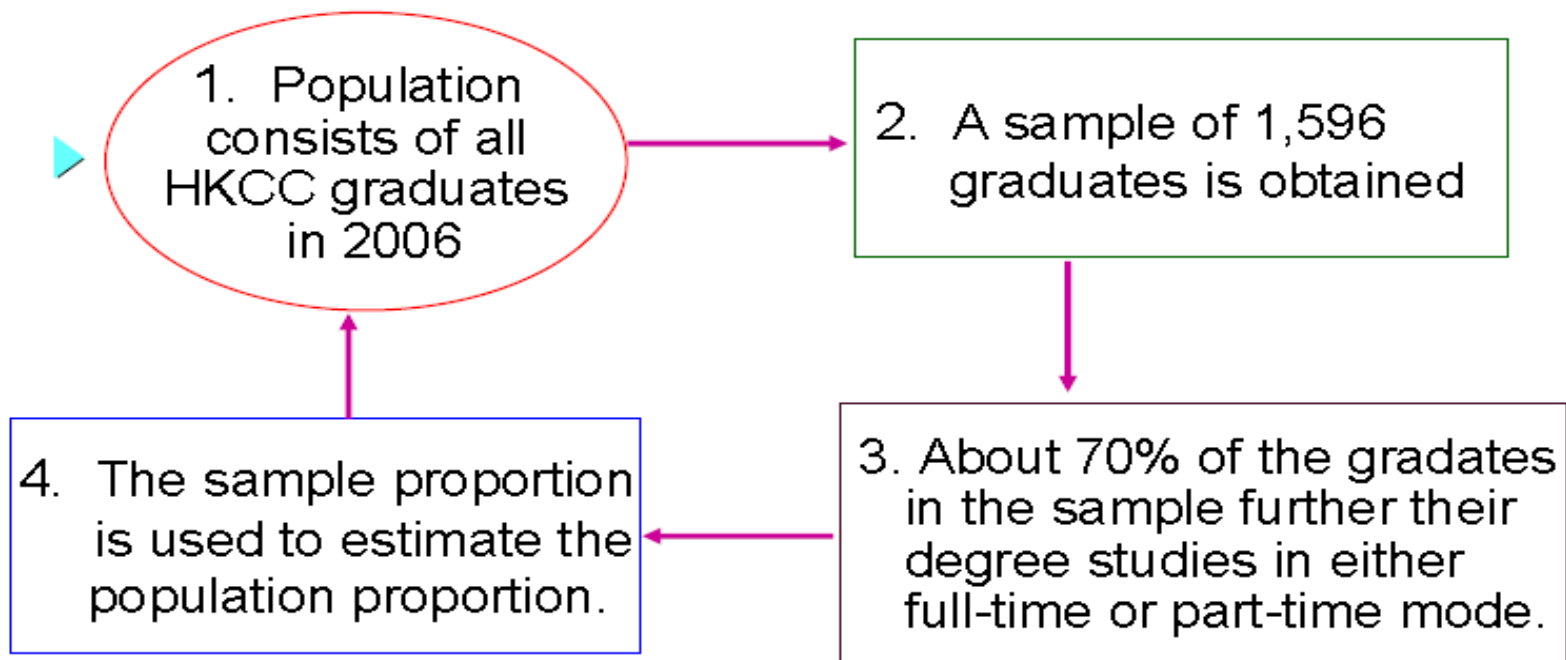 1. Population
consists of all
HKCC graduates
in 2006
2. A sample of 1,596
graduates is obtained
3. About 70% of the gradates
in the sample further their
degree studies in either
full-time or part-time mode.
4. The sample proportion
is used to estimate the
population proportion.